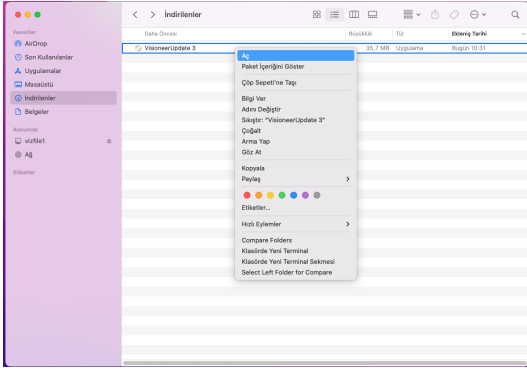 İndirilenler
Favoriler
AirDrop
Son Kullanılanlar
Uygulamalar
Masaüstü
İndirilenler
Belgeler
Konumlar
vizfile1
Ağ
Etiketler
Daha Öncesi Büyüklük Tür Ekleniş Tarihi
VisioneerUpdate 3 35,7 MB Uygulama Bugün 10:31
Aç
Paket İçeriğini Göster
Çöp Sepeti'ne Taşı
Bilgi Ver
Adını Değiştir
Sıkıştır: "VisioneerUpdate 3"
Çoğalt
Arma Yap
Göz At
Kopyala
Paylaş
Etiketler...
Hızlı Eylemler
Compare Folders
Klasörde Yeni Terminal
Klasörde Yeni Terminal Sekmesi
Select Left Folder for Compare